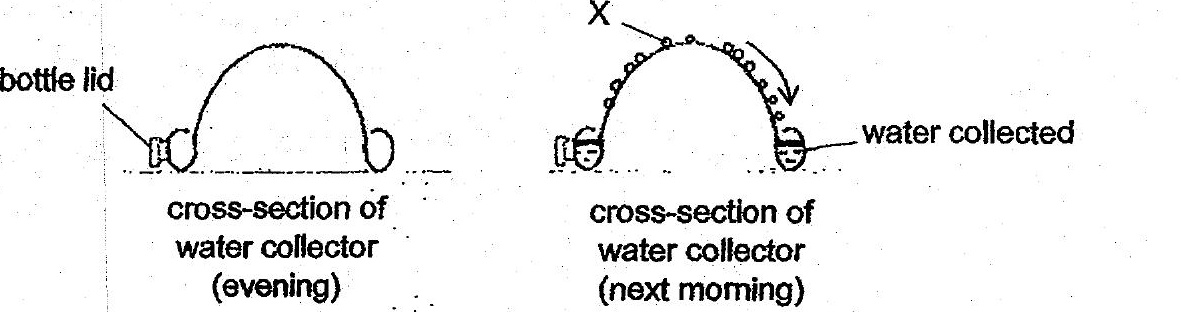 X
bottle lid
water collected
cross-section of
water collector
(evening)
cross-section of
water collector
(next morning)